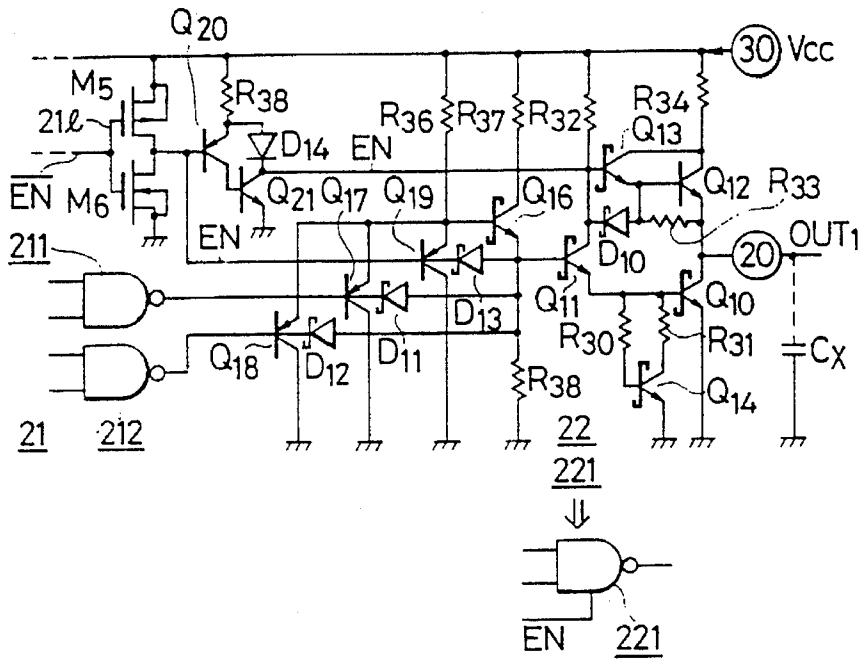 Q20
30 Vcc
M5
21ℓ
R38
R36
R37
R32
R34
Q13
D14
EN
Q12
EN
M6
Q21
Q17
Q19
Q16
R33
211
EN
D10
20 OUT1
D13
Q11
Q10
D11
R30
R31
CX
Q18
D12
R38
Q14
21
212
22
221
⇓
EN
221